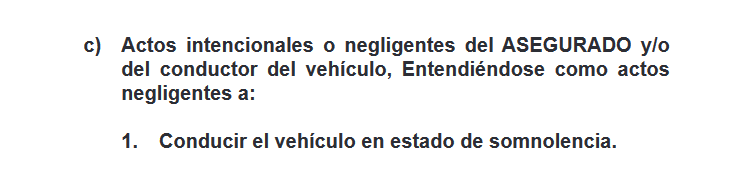 c) Actos intencionales o negligentes del ASEGURADO y/o
del conductor del vehículo, Entendiéndose como actos
negligentes a:
1. Conducir el vehículo en estado de somnolencia.